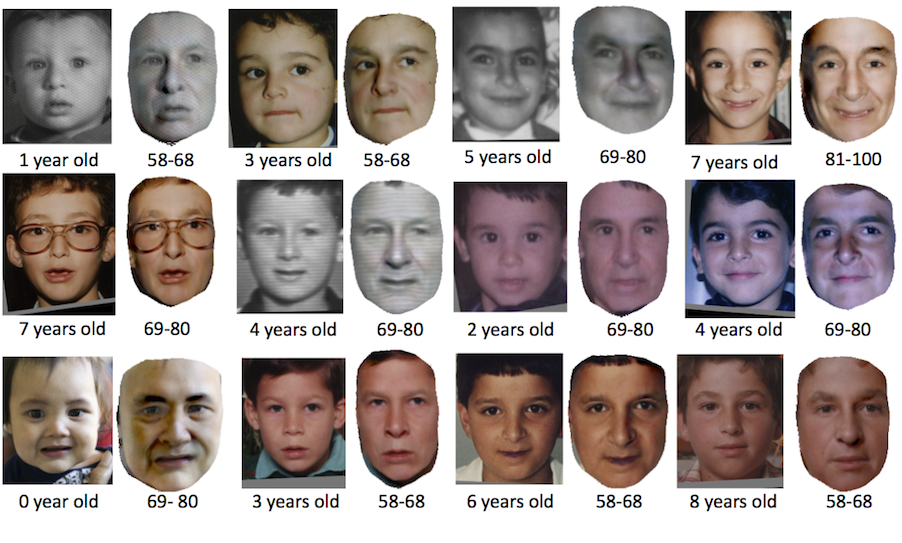 1 year old 58-68 3 years old 58-68 5 years old 69-80 7 years old 81-100
7 years old 69-80 4 years old 69-80 2 years old 69-80 4 years old 69-80
0 year old 69- 80 3 years old 58-68 6 years old 58-68 8 years old 58-68